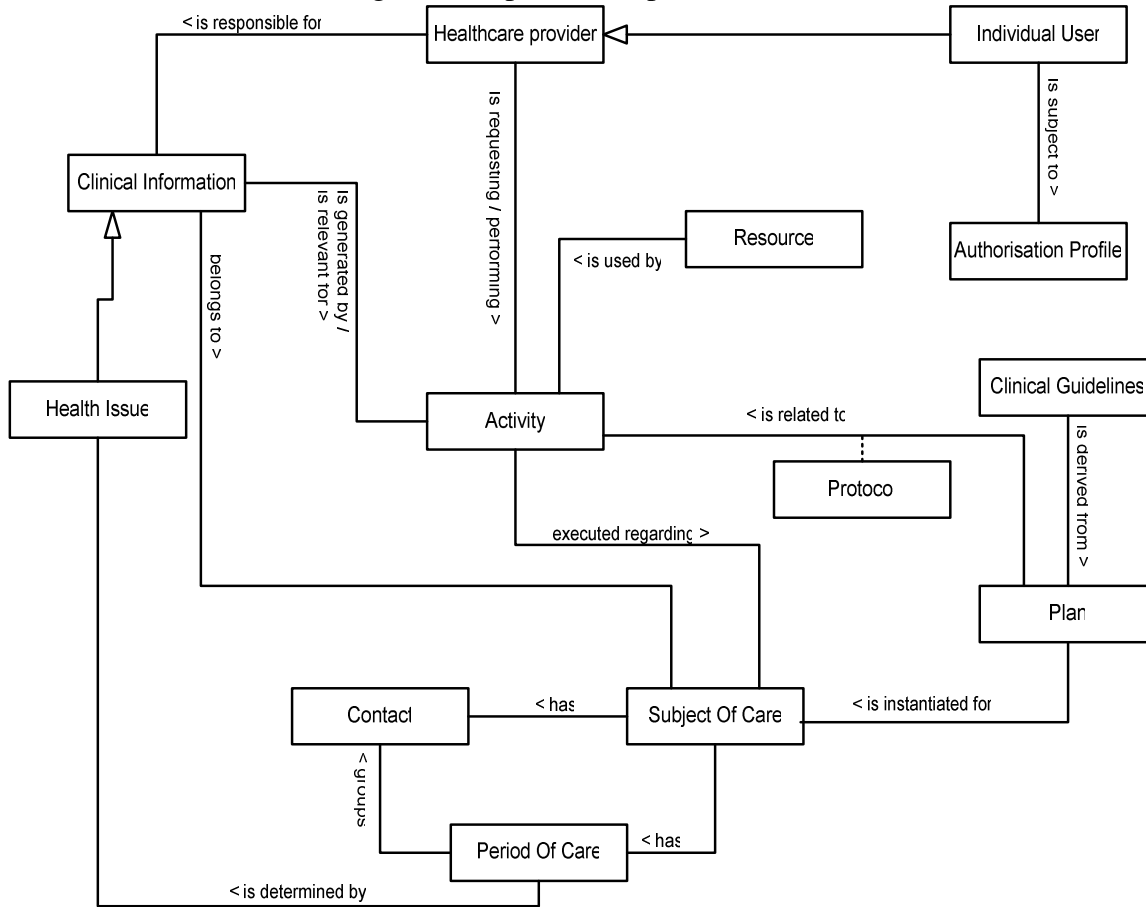 < is responsible for
Healthcare provider
Individual User
is requesting / performing >
is subject to >
Clinical Information
is generated by /
is relevant for >
Resource
Authorisation Profile
< is used by
belongs to >
Health Issue
Activity
< is related to
Clinical Guidelines
is derived from >
Protoco
executed regarding >
Plan
Contact
< has
Subject Of Care
< is instantiated for
< groups
Period Of Care
< has
< is determined by